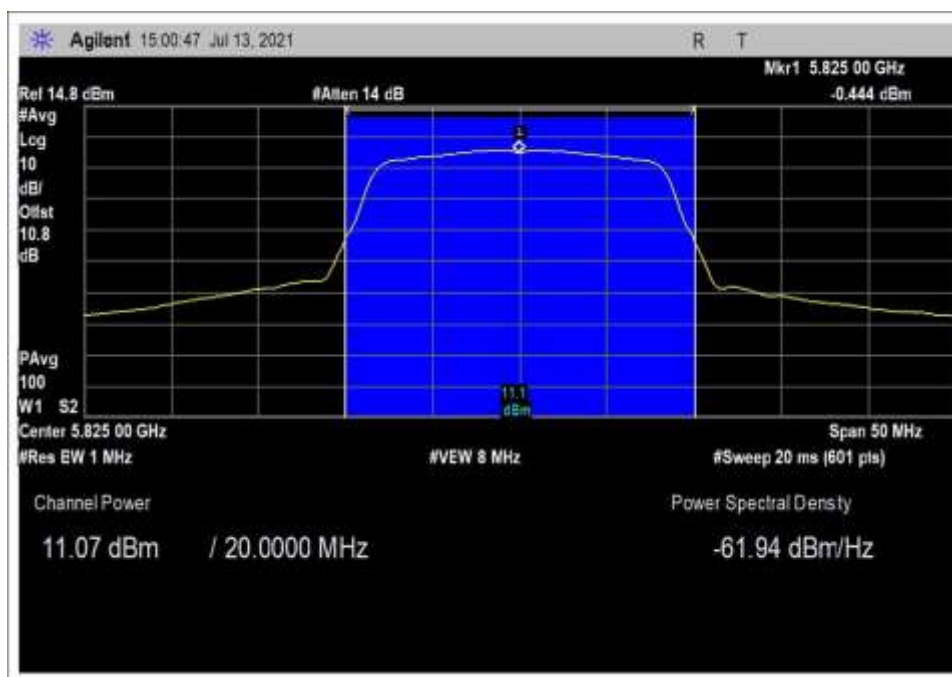 Agilent 15:00:47 Jul 13, 2021 R T
Mkr1 5.825 00 GHz
Ref 14.8 dBm #Atten 14 dB -0.444 dBm
#Avg
Log
10
dB/
Offst
10.8
dB
1
PAvg
100
W1 S2
11.1
dBm
Center 5.825 00 GHz Span 50 MHz
#Res BW 1 MHz #VBW 8 MHz #Sweep 20 ms (601 pts)
Channel Power Power Spectral Density
11.07 dBm / 20.0000 MHz -61.94 dBm/Hz